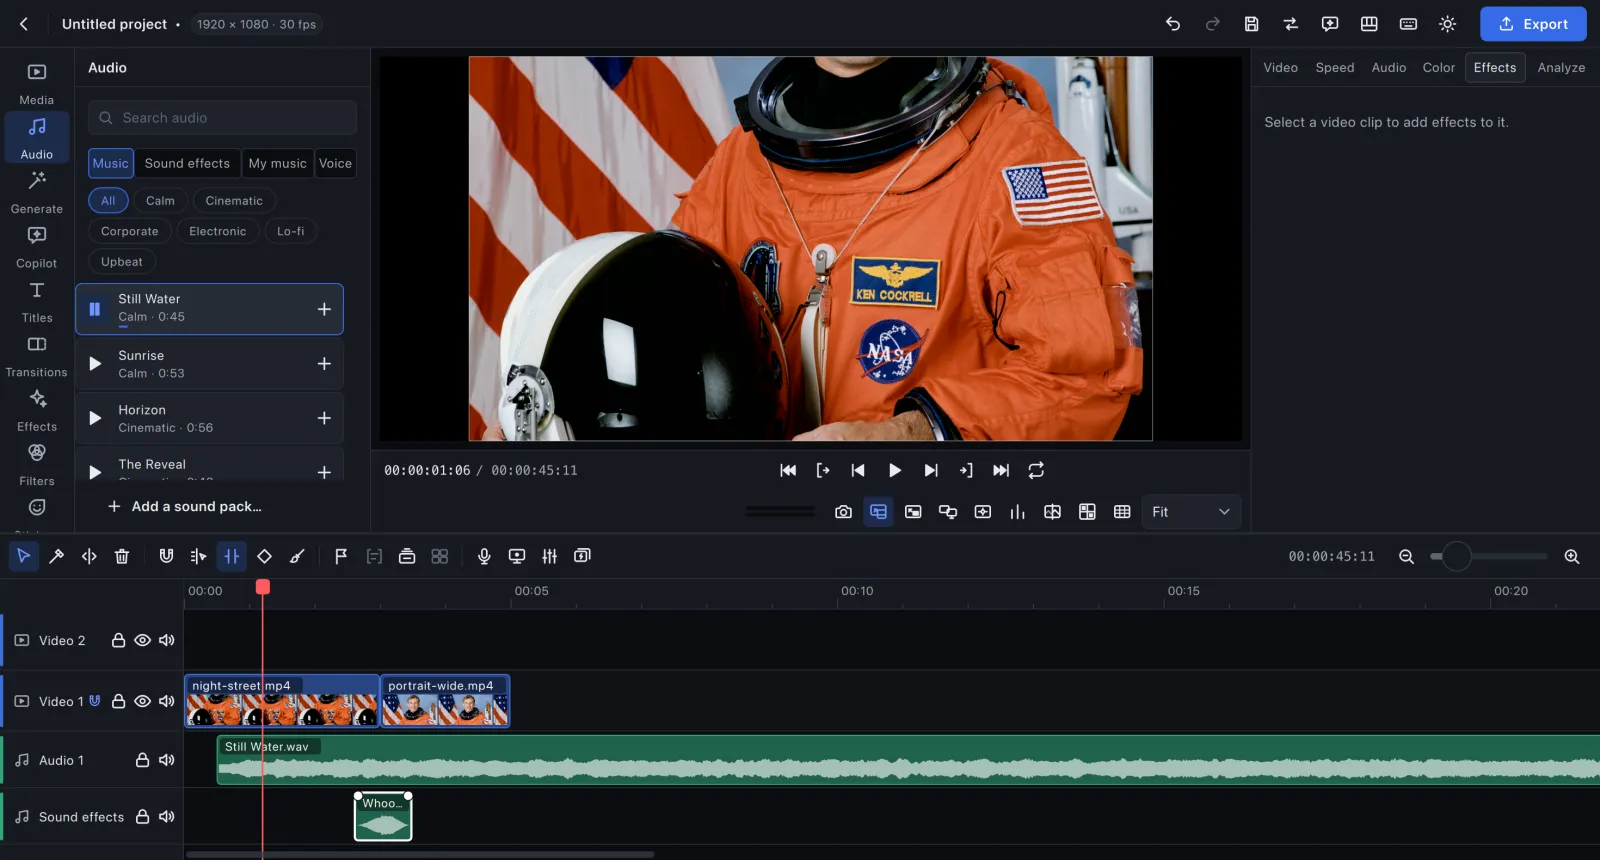 Untitled project •
1920 × 1080 · 30 fps
Export
Media
Audio
Generate
Copilot
Titles
Transitions
Effects
Filters
Audio
Search audio
Music
Sound effects
My music
Voice
All
Calm
Cinematic
Corporate
Electronic
Lo-fi
Upbeat
Still Water
Calm · 0:45
Sunrise
Calm · 0:53
Horizon
Cinematic · 0:56
The Reveal
Add a sound pack...
USA
KEN COCKRELL
NASA
00:00:01:06 / 00:00:45:11
Fit
Video
Speed
Audio
Color
Effects
Analyze
Select a video clip to add effects to it.
00:00:45:11
00:00
00:05
00:10
00:15
00:20
Video 2
Video 1
night-street.mp4
portrait-wide.mp4
Audio 1
Still Water.wav
Sound effects
Whoo...